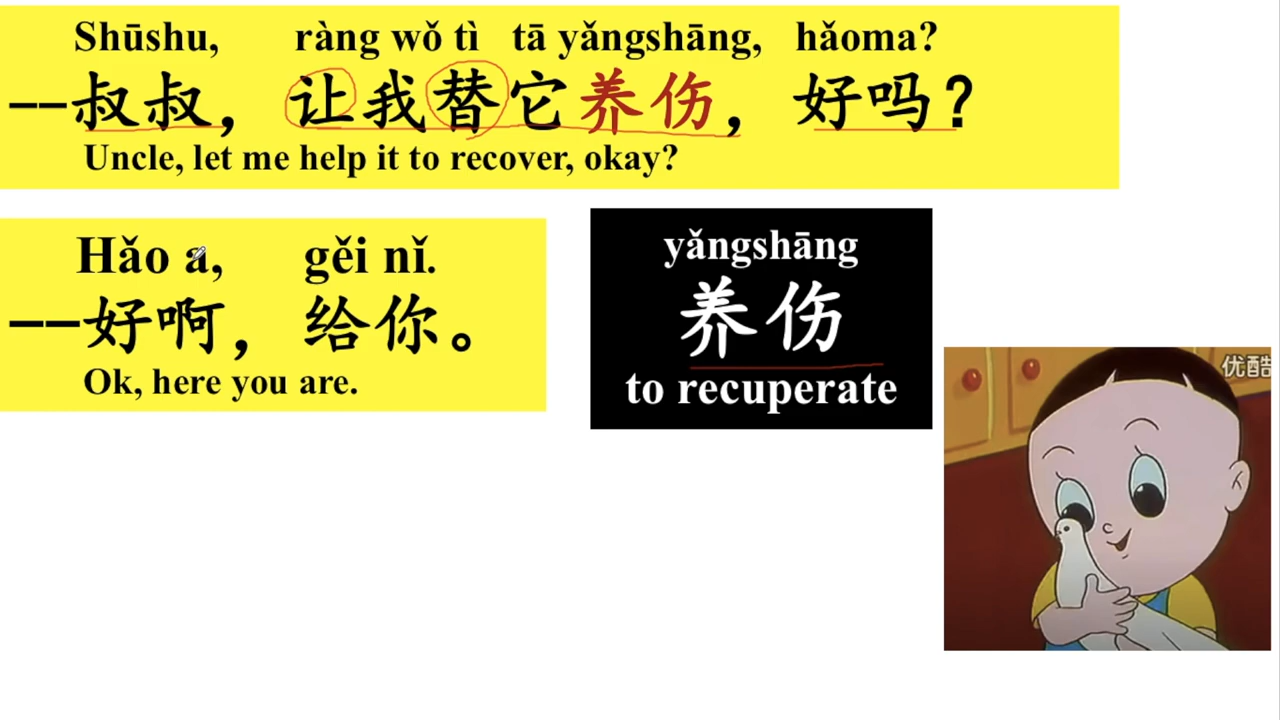 Shūshu, ràng wǒ tì tā yǎngshāng, hǎoma?
--叔叔，让我替它养伤，好吗？
Uncle, let me help it to recover, okay?
Hǎo a, gěi nǐ.
--好啊，给你。
Ok, here you are.
yǎngshāng
养伤
to recuperate
优酷